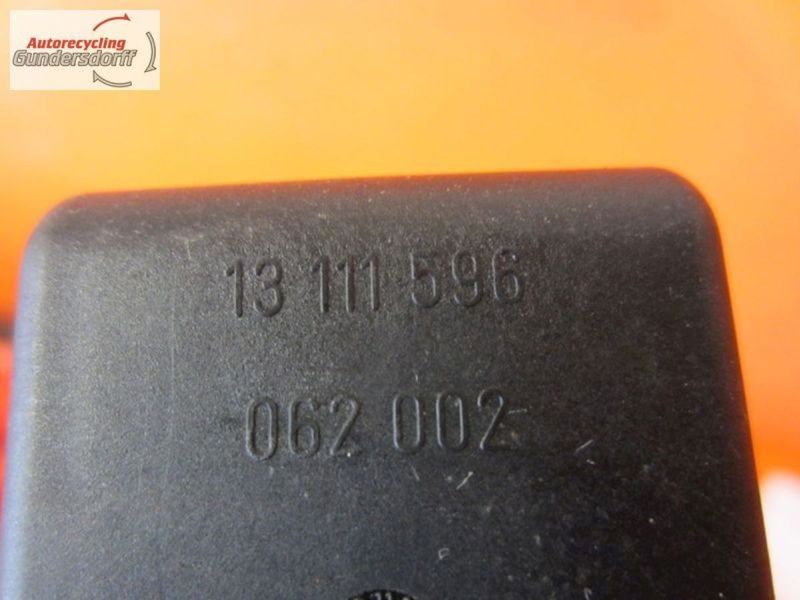 Autorecycling
Gundersdorff
13 111 596
062 002